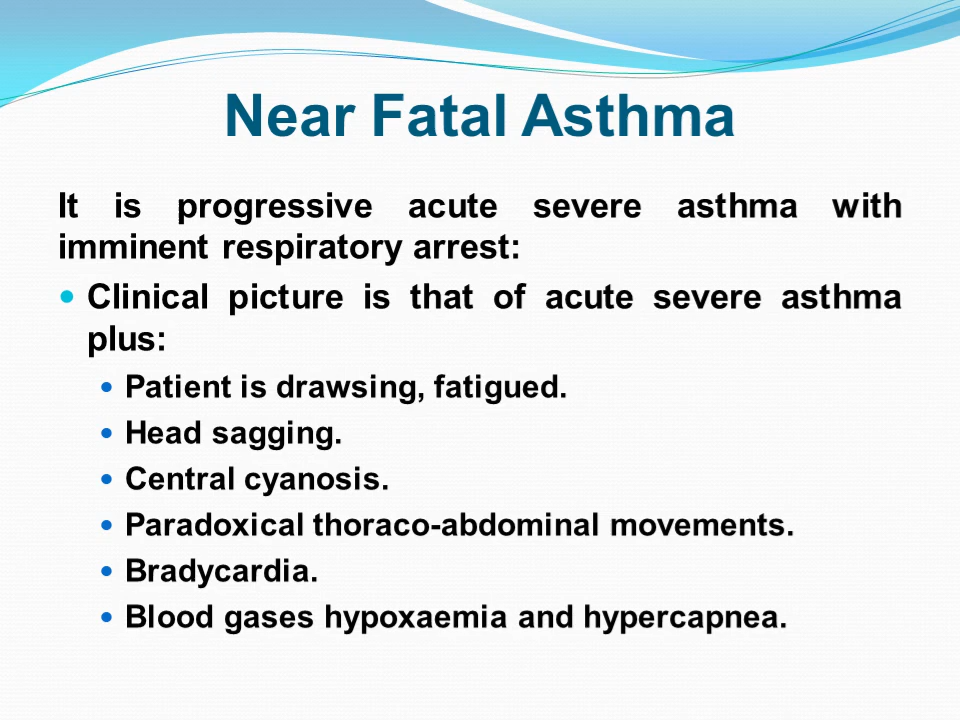 Near Fatal Asthma
It is progressive acute severe asthma with
imminent respiratory arrest:
Clinical picture is that of acute severe asthma
plus:
Patient is drawsing, fatigued.
Head sagging.
Central cyanosis.
Paradoxical thoraco-abdominal movements.
Bradycardia.
Blood gases hypoxaemia and hypercapnea.